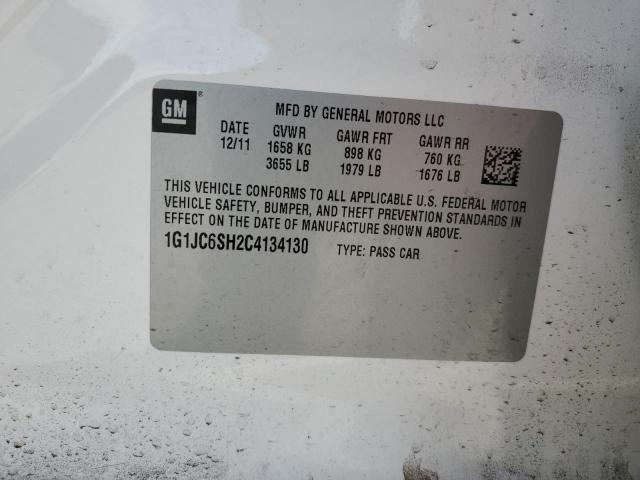 GM®
MFD BY GENERAL MOTORS LLC
DATE GVWR GAWR FRT GAWR RR
12/11 1658 KG 898 KG 760 KG
3655 LB 1979 LB 1676 LB
THIS VEHICLE CONFORMS TO ALL APPLICABLE U.S. FEDERAL MOTOR
VEHICLE SAFETY, BUMPER, AND THEFT PREVENTION STANDARDS IN
EFFECT ON THE DATE OF MANUFACTURE SHOWN ABOVE.
1G1JC6SH2C4134130 TYPE: PASS CAR